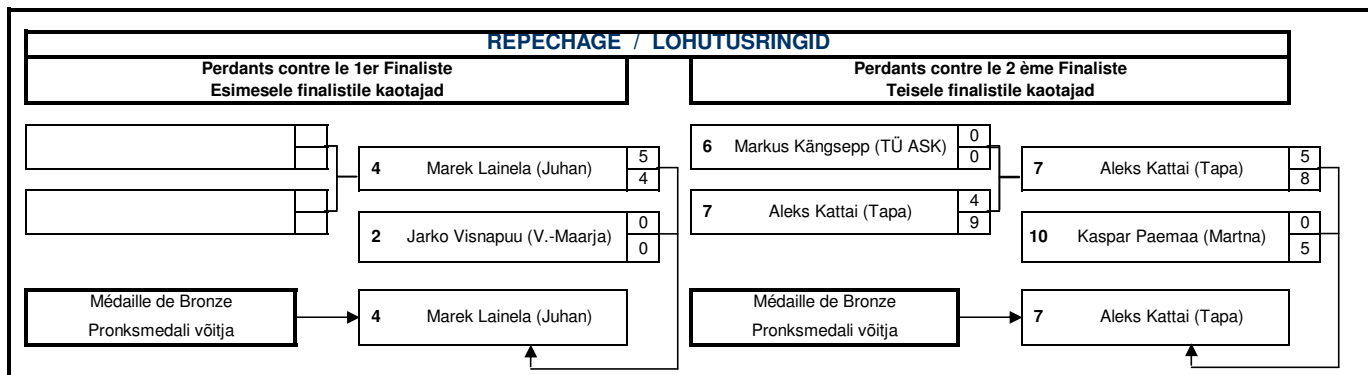 REPECHAGE / LOHUTUSRINGID
Perdants contre le 1er Finaliste
Esimesele finalistile kaotajad
Perdants contre le 2 ème Finaliste
Teisele finalistile kaotajad
4 Marek Lainela (Juhan) 5
4
2 Jarko Visnapuu (V.-Maarja) 0
0
Médaille de Bronze
Pronksmedali võitja
4 Marek Lainela (Juhan)
6 Markus Kängsepp (TÜ ASK) 0
0
7 Aleks Kattai (Tapa) 4
9
7 Aleks Kattai (Tapa) 5
8
10 Kaspar Paemaa (Martna) 0
5
Médaille de Bronze
Pronksmedali võitja
7 Aleks Kattai (Tapa)